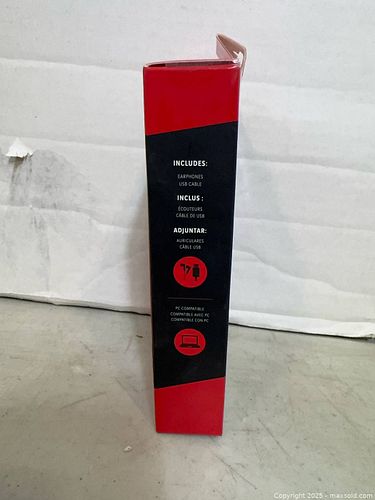 INCLUDES:
EARPHONES
USB CABLE
INCLUS :
ÉCOUTEURS
CÂBLE DE USB
ADJUNTAR:
AURICULARES
CÂBLE USB
PC COMPATIBLE
COMPATIBLE AVEC PC
COMPATIBLE CON PC
Copyright 2025 - maxsold.com